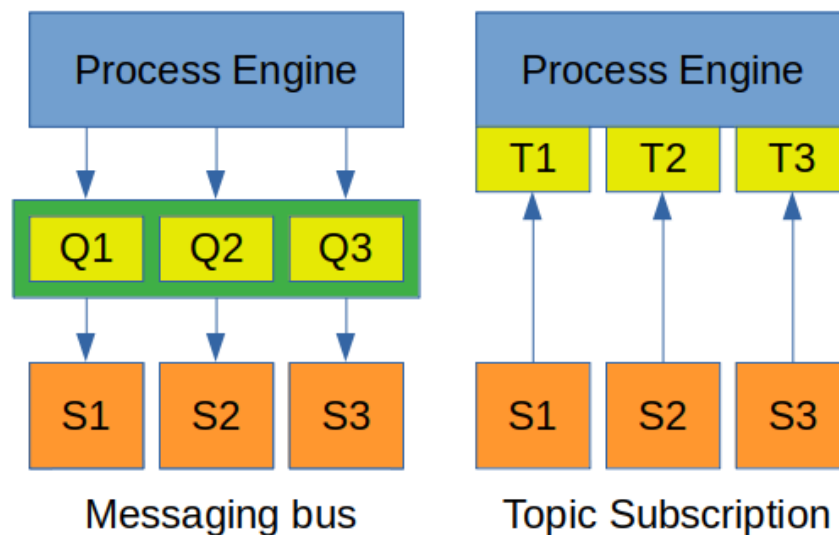 Process Engine
Q1 Q2 Q3
S1 S2 S3
Messaging bus
Process Engine
T1 T2 T3
S1 S2 S3
Topic Subscription